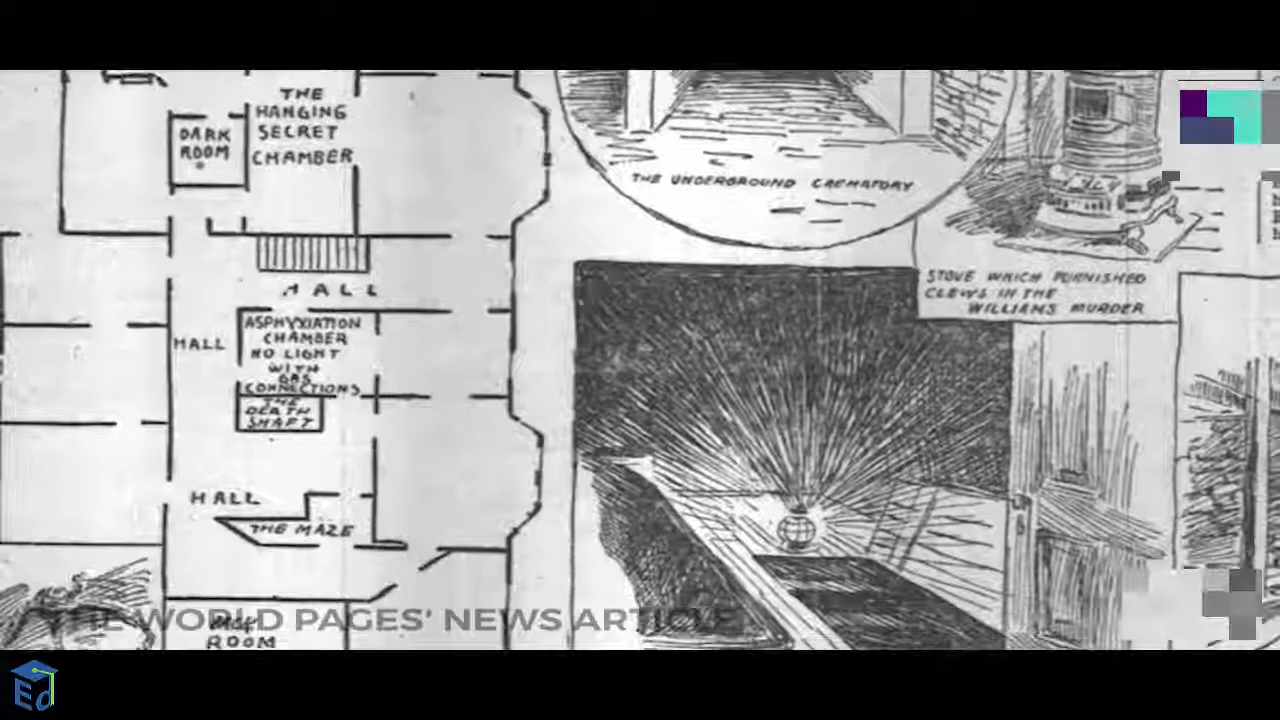 THE
HANGING
SECRET
CHAMBER
DARK
ROOM
HALL
HALL
ASPHYXIATION
CHAMBER
NO LIGHT
WITH
GAS
CONNECTIONS
THE
DEATH
SHAFT
HALL
THE MAZE
ROOM
THE UNDERGROUND CREMATORY
STOVE WHICH FURNISHED
CLEWS IN THE
WILLIAMS MURDER
THE WORLD PAGES' NEWS ARTICLE
Ed